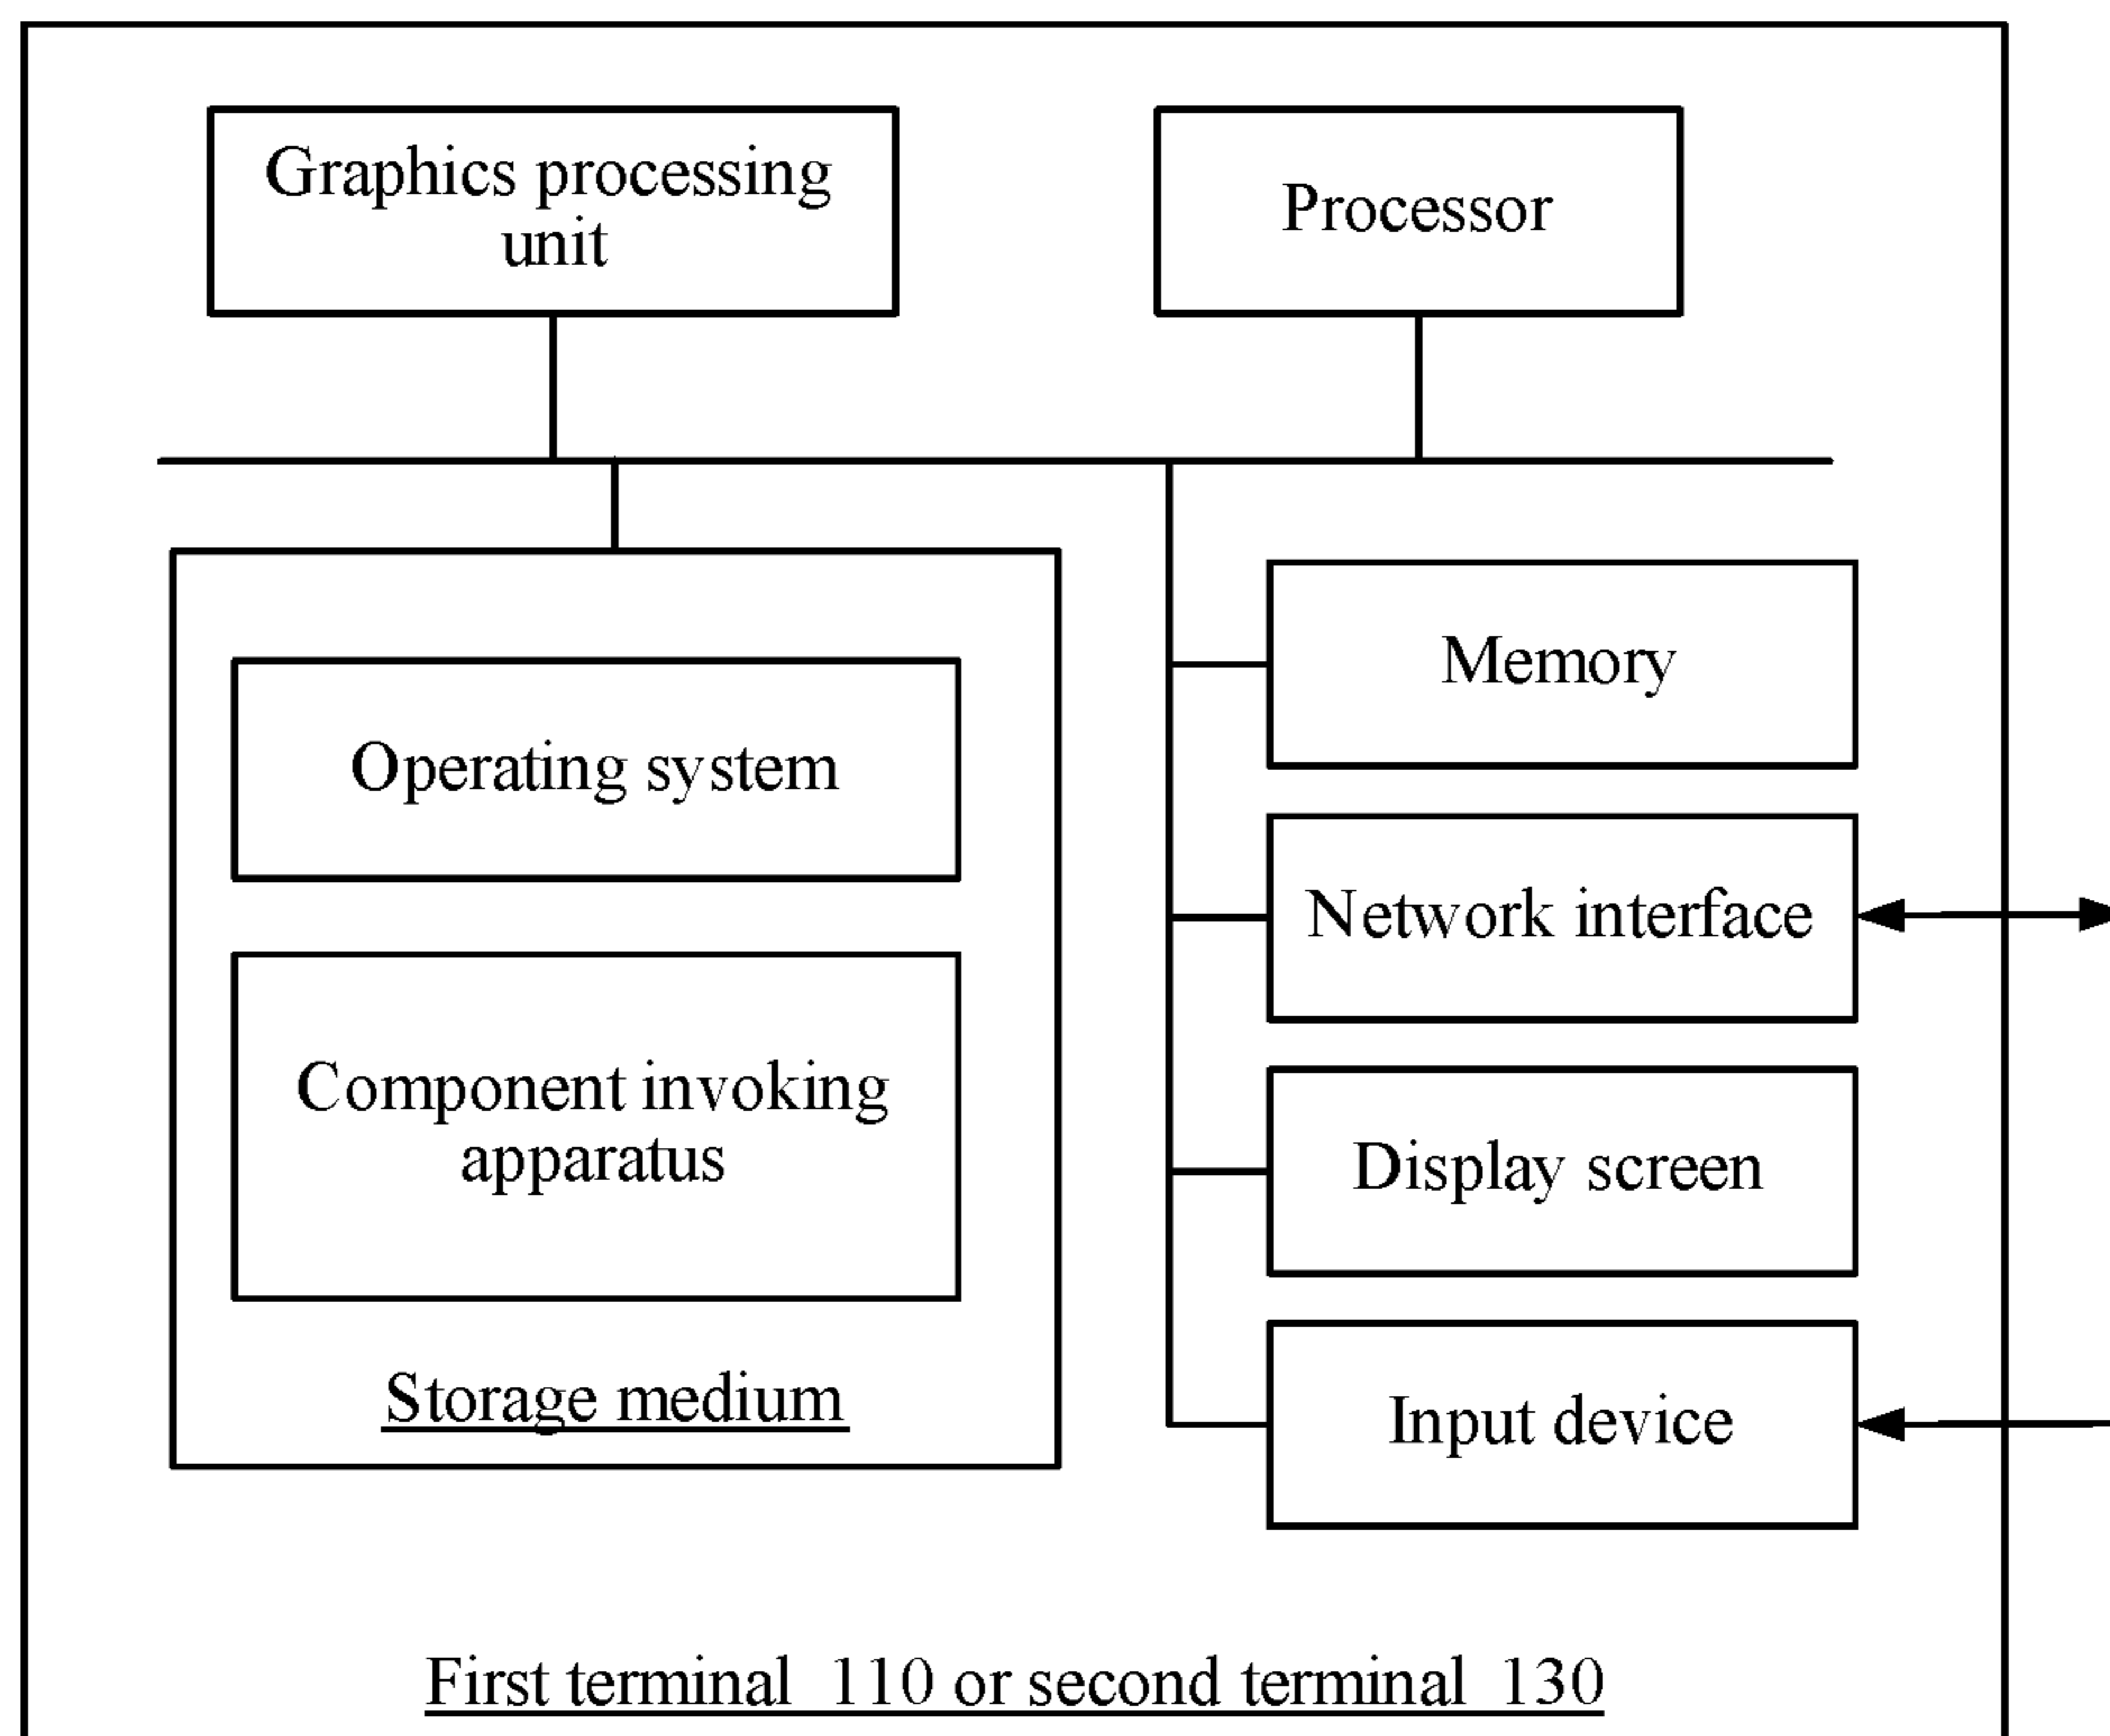 Graphics processing
unit
Processor
Operating system
Component invoking
apparatus
Storage medium
Memory
Network interface
Display screen
Input device
First terminal 110 or second terminal 130